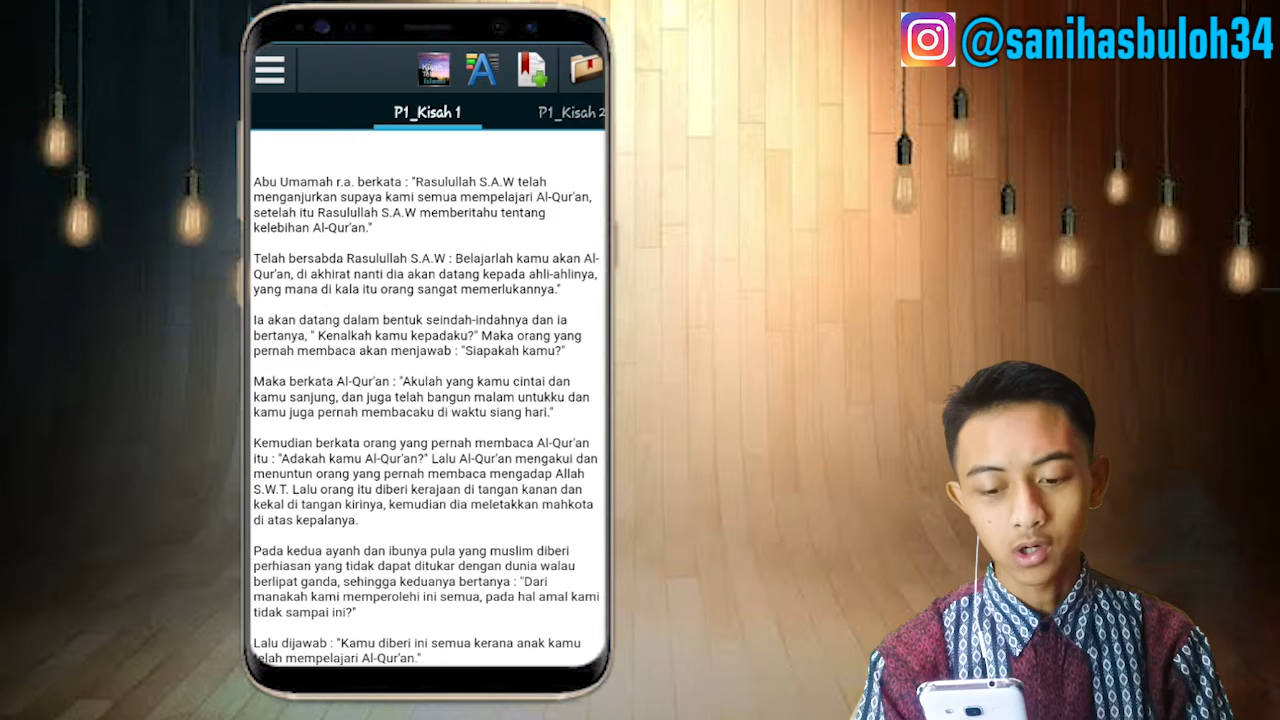 @sanihasbuloh34
P1_Kisah 1
P1_Kisah 2
Abu Umamah r.a. berkata : "Rasulullah S.A.W telah
menganjurkan supaya kami semua mempelajari Al-Qur'an,
setelah itu Rasulullah S.A.W memberitahu tentang
kelebihan Al-Qur'an."
Telah bersabda Rasulullah S.A.W : Belajarlah kamu akan Al-
Qur'an, di akhirat nanti dia akan datang kepada ahli-ahlinya,
yang mana di kala itu orang sangat memerlukannya."
Ia akan datang dalam bentuk seindah-indahnya dan ia
bertanya, " Kenalkah kamu kepadaku?" Maka orang yang
pernah membaca akan menjawab : "Siapakah kamu?"
Maka berkata Al-Qur'an : "Akulah yang kamu cintai dan
kamu sanjung, dan juga telah bangun malam untukku dan
kamu juga pernah membacaku di waktu siang hari."
Kemudian berkata orang yang pernah membaca Al-Qur'an
itu : "Adakah kamu Al-Qur'an?" Lalu Al-Qur'an mengakui dan
menuntun orang yang pernah membaca mengadap Allah
S.W.T. Lalu orang itu diberi kerajaan di tangan kanan dan
kekal di tangan kirinya, kemudian dia meletakkan mahkota
di atas kepalanya.
Pada kedua ayanh dan ibunya pula yang muslim diberi
perhiasan yang tidak dapat ditukar dengan dunia walau
berlipat ganda, sehingga keduanya bertanya : "Dari
manakah kami memperolehi ini semua, pada hal amal kami
tidak sampai ini?"
Lalu dijawab : "Kamu diberi ini semua kerana anak kamu
telah mempelajari Al-Qur'an."